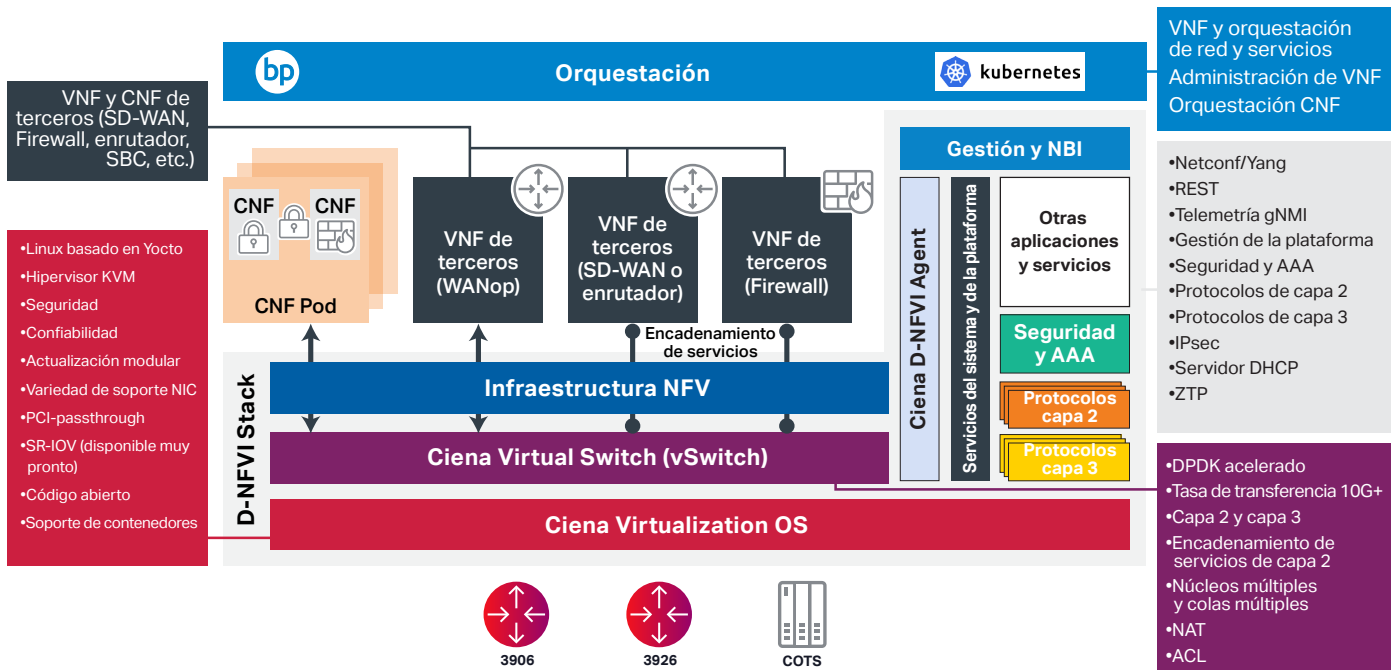 bp
Orquestación
kubernetes
VNF y orquestación
de red y servicios
Administración de VNF
Orquestación CNF
VNF y CNF de
terceros (SD-WAN,
Firewall, enrutador,
SBC, etc.)
•Linux basado en Yocto
•Hipervisor KVM
•Seguridad
•Confiabilidad
•Actualización modular
•Variedad de soporte NIC
•PCI-passthrough
•SR-IOV (disponible muy
pronto)
•Código abierto
•Soporte de contenedores
CNF
CNF
CNF Pod
VNF de
terceros
(WANop)
VNF de
terceros
(SD-WAN o
enrutador)
VNF de
terceros
(Firewall)
Encadenamiento
de servicios
D-NFVI Stack
Infraestructura NFV
Ciena Virtual Switch (vSwitch)
Ciena Virtualization OS
Gestión y NBI
Ciena D-NFVI Agent
Servicios del sistema y de la plataforma
Otras
aplicaciones
y servicios
Seguridad
y AAA
Protocolos
capa 2
Protocolos
capa 3
•Netconf/Yang
•REST
•Telemetría gNMI
•Gestión de la plataforma
•Seguridad y AAA
•Protocolos de capa 2
•Protocolos de capa 3
•IPsec
•Servidor DHCP
•ZTP
•DPDK acelerado
•Tasa de transferencia 10G+
•Capa 2 y capa 3
•Encadenamiento de
servicios de capa 2
•Núcleos múltiples
y colas múltiples
•NAT
•ACL
3906
3926
COTS